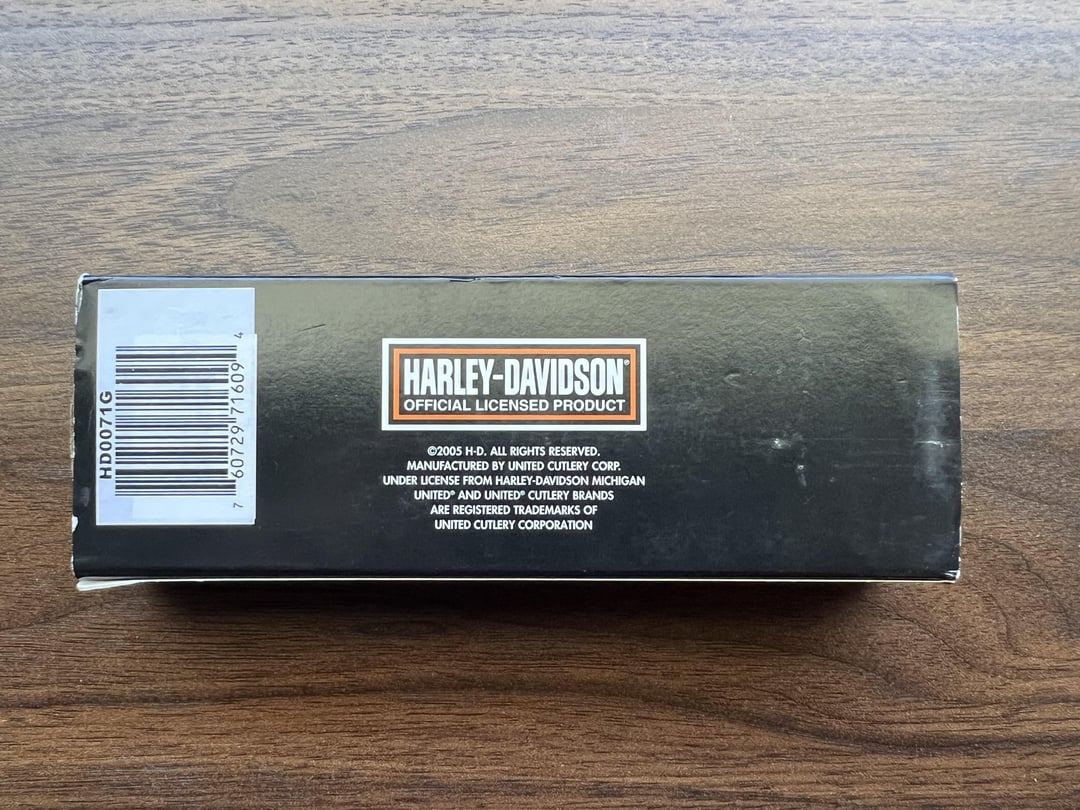 HD0071G
7 60729 71609 4
HARLEY-DAVIDSON®
OFFICIAL LICENSED PRODUCT
©2005 H-D. ALL RIGHTS RESERVED.
MANUFACTURED BY UNITED CUTLERY CORP.
UNDER LICENSE FROM HARLEY-DAVIDSON MICHIGAN
UNITED® AND UNITED® CUTLERY BRANDS
ARE REGISTERED TRADEMARKS OF
UNITED CUTLERY CORPORATION